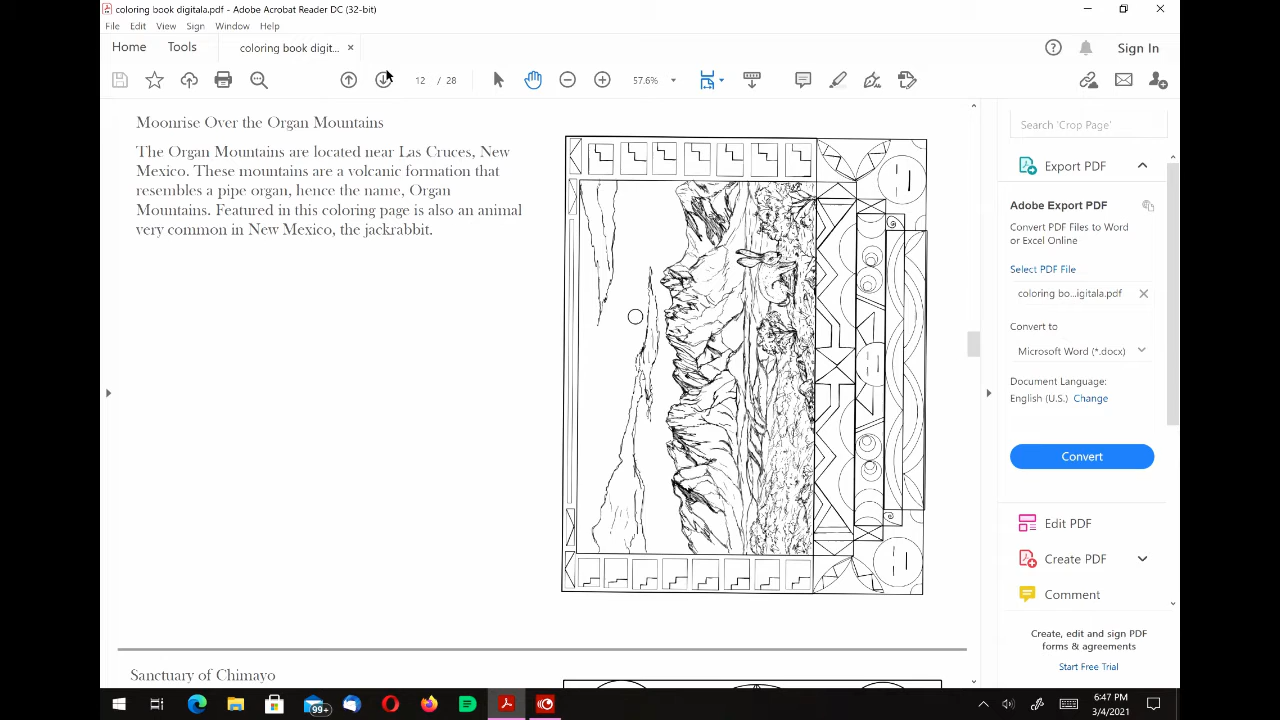 coloring book digitala.pdf - Adobe Acrobat Reader DC (32-bit)
File Edit View Sign Window Help
Home Tools coloring book digit... ×
Sign In
12 / 28
57.6%
Moonrise Over the Organ Mountains
The Organ Mountains are located near Las Cruces, New
Mexico. These mountains are a volcanic formation that
resembles a pipe organ, hence the name, Organ
Mountains. Featured in this coloring page is also an animal
very common in New Mexico, the jackrabbit.
Sanctuary of Chimayo
Search 'Crop Page'
Export PDF
Adobe Export PDF
Convert PDF Files to Word
or Excel Online
Select PDF File
coloring bo...igitala.pdf
Convert to
Microsoft Word (*.docx)
Document Language:
English (U.S.) Change
Convert
Edit PDF
Create PDF
Comment
Create, edit and sign PDF
forms & agreements
Start Free Trial
99+
6:47 PM
3/4/2021